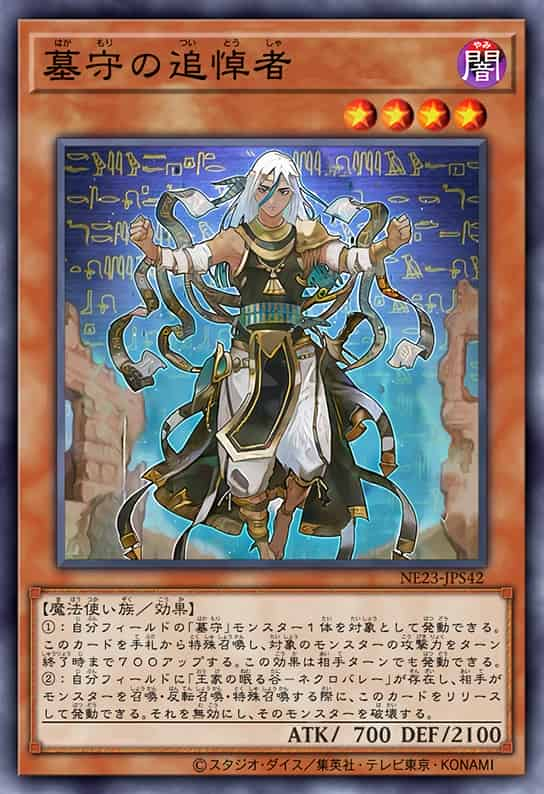 墓守の追悼者
闇
NE23-JPS42
【魔法使い族／効果】
①：自分フィールドの「墓守」モンスター１体を対象として発動できる。
このカードを手札から特殊召喚し、対象のモンスターの攻撃力をターン
終了時まで７００アップする。この効果は相手ターンでも発動できる。
②：自分フィールドに「王家の眠る谷－ネクロバレー」が存在し、相手が
モンスターを召喚・反転召喚・特殊召喚する際に、このカードをリリース
して発動できる。それを無効にし、そのモンスターを破壊する。
ATK/ 700 DEF/2100
©スタジオ・ダイス／集英社・テレビ東京・KONAMI